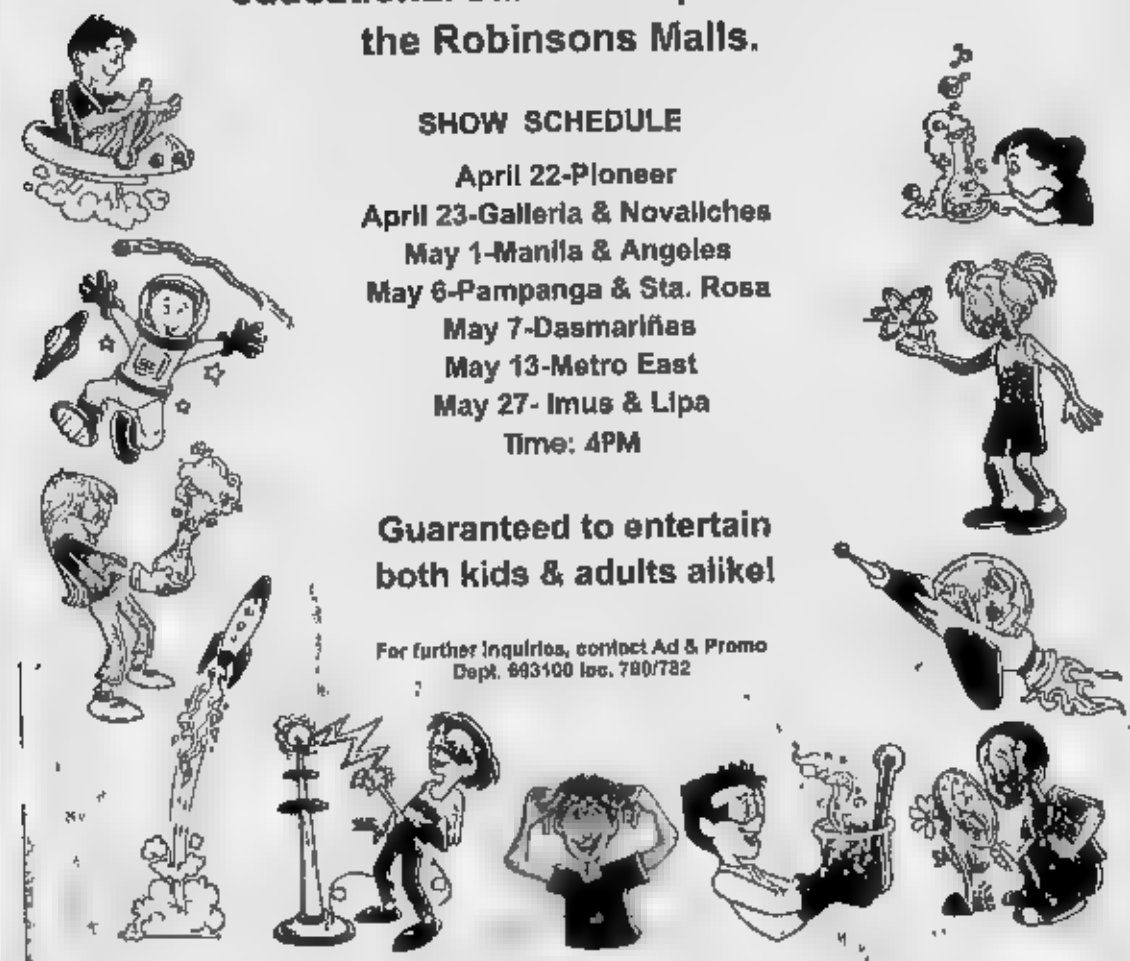 the Robinsons Malls.
SHOW SCHEDULE
April 22-Pioneer
April 23-Galleria & Novaliches
May 1-Manila & Angeles
May 6-Pampanga & Sta. Rosa
May 7-Dasmariñas
May 13-Metro East
May 27- Imus & Lipa
Time: 4PM
Guaranteed to entertain
both kids & adults alike!
For further inquiries, contact Ad & Promo
Dept. loc. 780/782